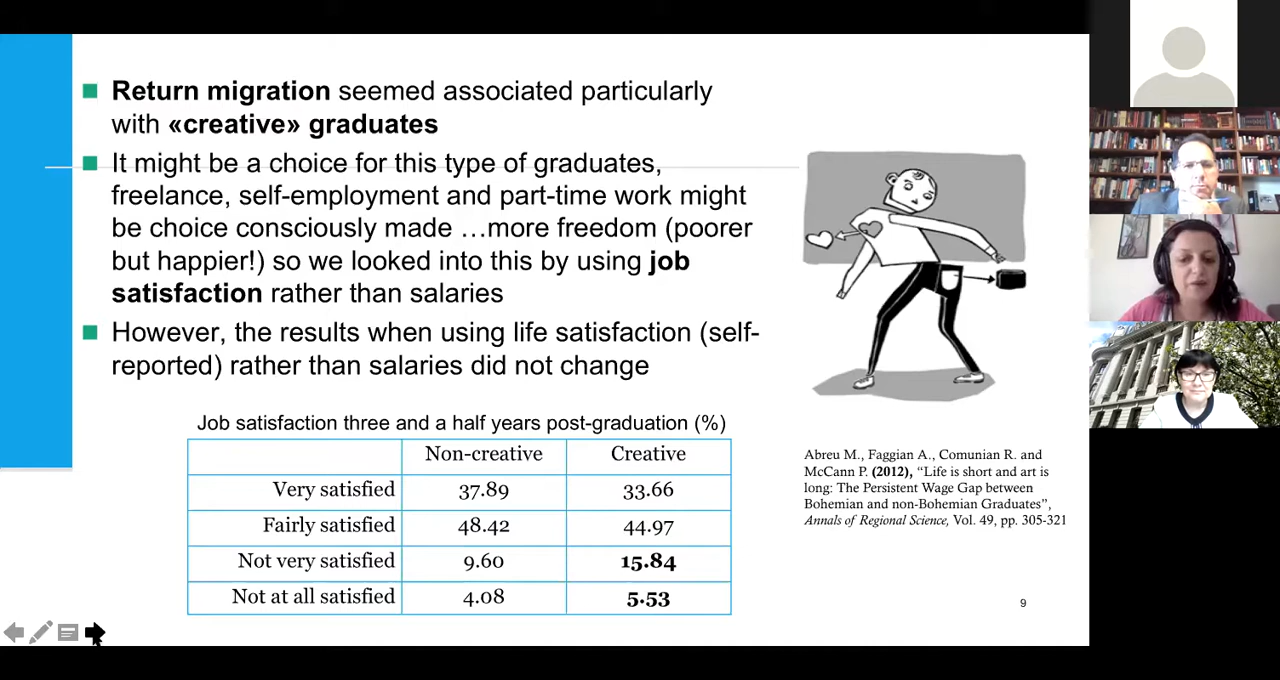 Return migration seemed associated particularly
with «creative» graduates
It might be a choice for this type of graduates,
freelance, self-employment and part-time work might
be choice consciously made …more freedom (poorer
but happier!) so we looked into this by using job
satisfaction rather than salaries
However, the results when using life satisfaction (self-
reported) rather than salaries did not change
Job satisfaction three and a half years post-graduation (%)
Non-creative Creative
Very satisfied 37.89 33.66
Fairly satisfied 48.42 44.97
Not very satisfied 9.60 15.84
Not at all satisfied 4.08 5.53
Abreu M., Faggian A., Comunian R. and
McCann P. (2012), “Life is short and art is
long: The Persistent Wage Gap between
Bohemian and non-Bohemian Graduates”,
Annals of Regional Science, Vol. 49, pp. 305-321
9